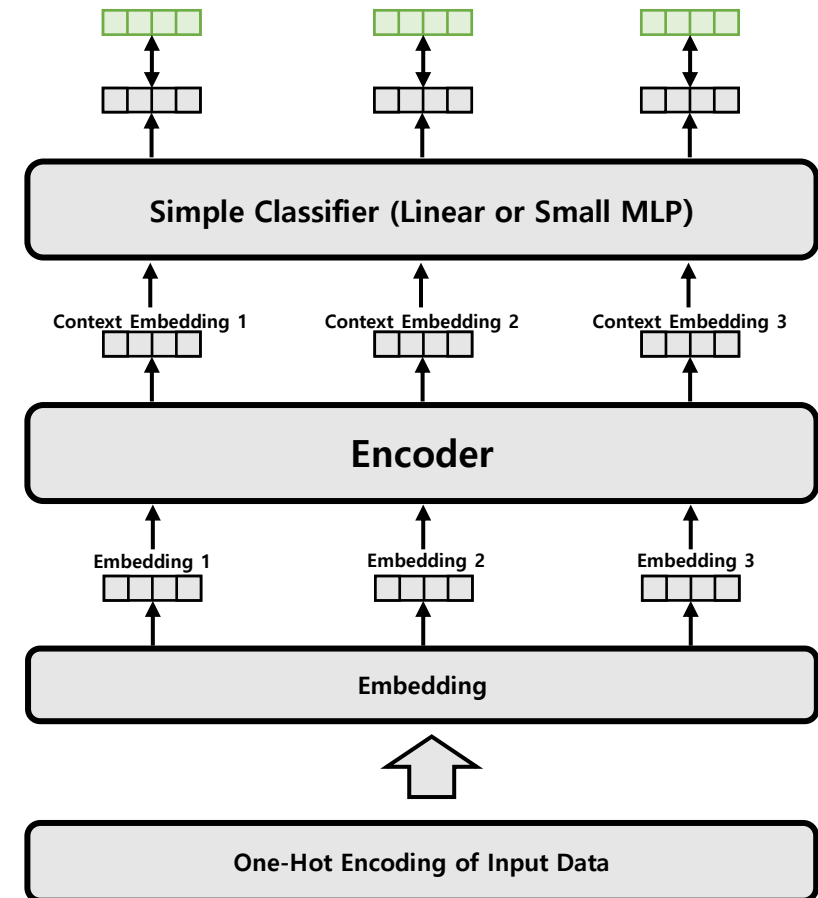 Simple Classifier (Linear or Small MLP)
Context Embedding 1
Context Embedding 2
Context Embedding 3
Encoder
Embedding 1
Embedding 2
Embedding 3
Embedding
One-Hot Encoding of Input Data